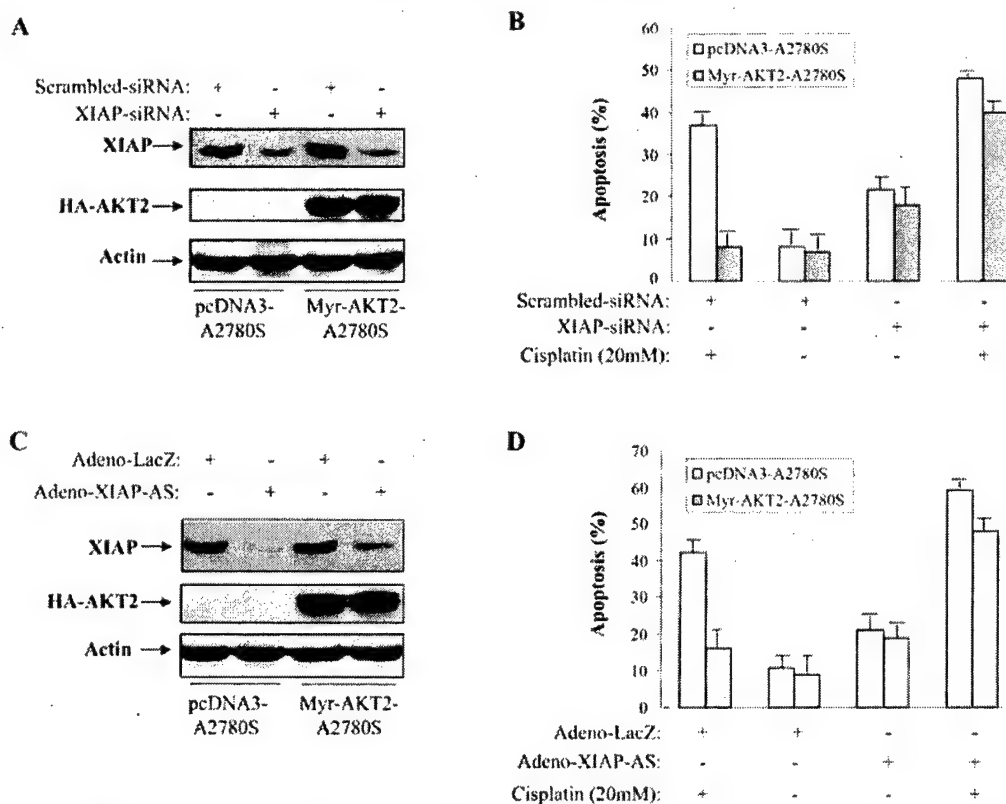 A
Scrambled-siRNA: + - + -
XIAP-siRNA: - + - +
XIAP
HA-AKT2
Actin
pcDNA3-
A2780S
Myr-AKT2-
A2780S
B
60
50
40
30
20
10
0
Apoptosis (%)
pcDNA3-A2780S
Myr-AKT2-A2780S
Scrambled-siRNA: + + - -
XIAP-siRNA: - - + +
Cisplatin (20mM): + - - +
C
Adeno-LacZ: + - + -
Adeno-XIAP-AS: - + - +
XIAP
HA-AKT2
Actin
pcDNA3-
A2780S
Myr-AKT2-
A2780S
D
70
60
50
40
30
20
10
0
Apoptosis (%)
pcDNA3-A2780S
Myr-AKT2-A2780S
Adeno-LacZ: + + - -
Adeno-XIAP-AS: - - + +
Cisplatin (20mM): + - - +